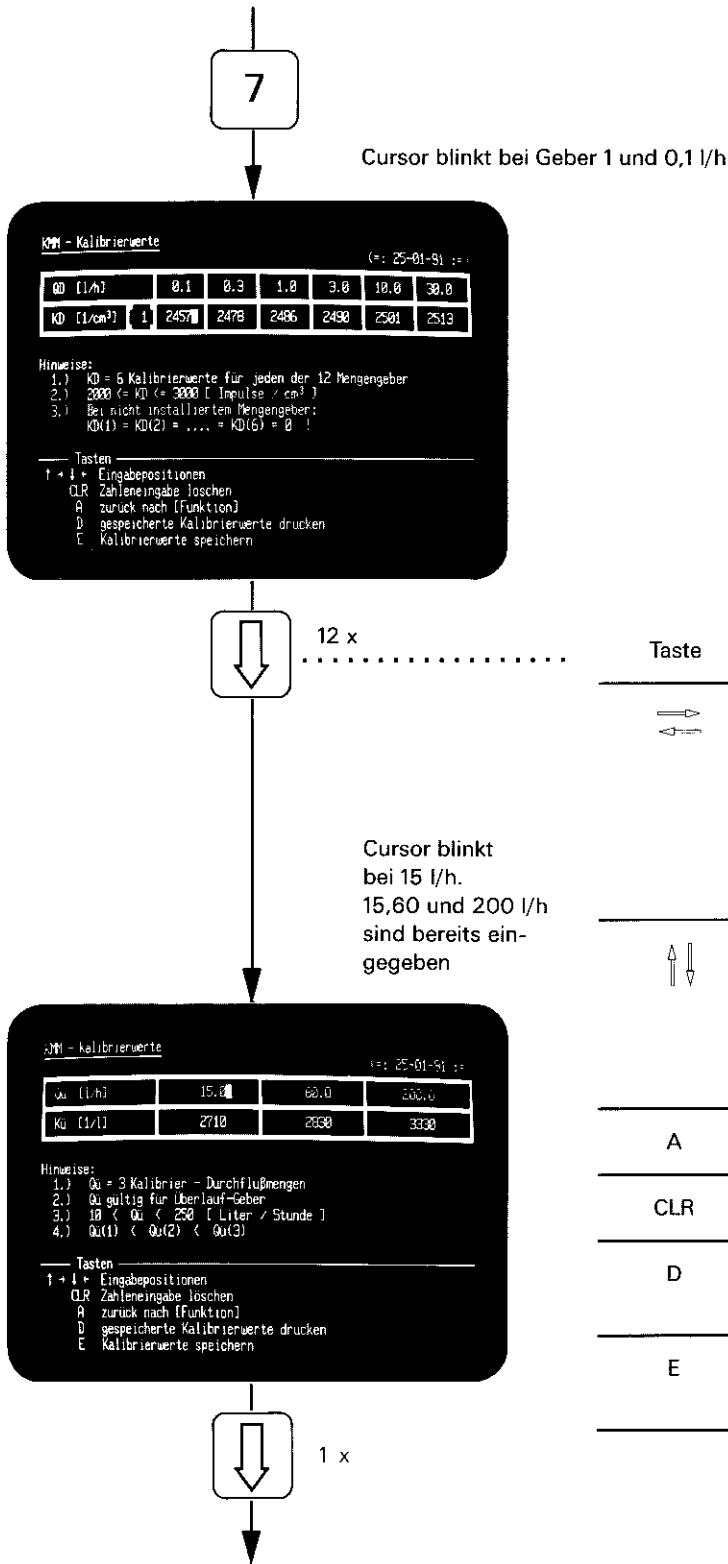 7
Cursor blinkt bei Geber 1 und 0,1 l/h
KMM - Kalibrierwerte
(=: 25-01-91 :=
QD [l/h] 0.1 0.3 1.0 3.0 10.0 30.0
KD [1/cm³] 1 2457 2478 2486 2490 2501 2513
Hinweise:
1.) KD = 6 Kalibrierwerte für jeden der 12 Mengengeber
2.) 2000 <= KD <= 3000 [ Impulse / cm³ ]
3.) Bei nicht installiertem Mengengeber:
KD(1) = KD(2) = .... = KD(6) = 0 !
Tasten
↑ → ↓ ← Eingabepositionen
CLR Zahleneingabe löschen
A zurück nach [Funktion]
D gespeicherte Kalibrierwerte drucken
E Kalibrierwerte speichern
⇩ 12 x
Taste
⇒
⇐
Cursor blinkt
bei 15 l/h.
15,60 und 200 l/h
sind bereits ein-
gegeben
⇑ ⇓
KMM - kalibrierwerte
(=: 25-01-91 :=
Qü [l/h] 15.0 60.0 200.0
Kü [1/l] 2710 2830 3330
Hinweise:
1.) Qü = 3 Kalibrier - Durchflußmengen
2.) Qü gültig für Überlauf-Geber
3.) 10 < Qü < 250 [ Liter / Stunde ]
4.) Qü(1) < Qü(2) < Qü(3)
Tasten
↑ → ↓ ← Eingabepositionen
CLR Zahleneingabe löschen
A zurück nach [Funktion]
D gespeicherte Kalibrierwerte drucken
E Kalibrierwerte speichern
A
CLR
D
E
⇩ 1 x